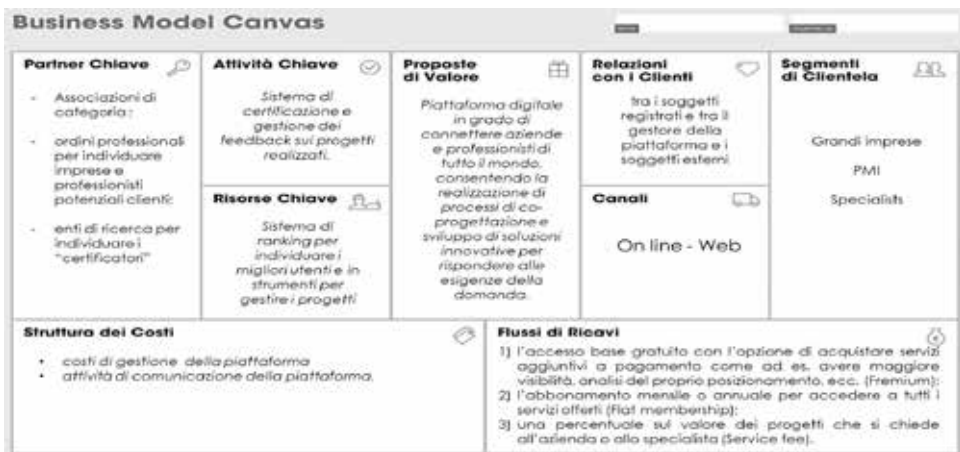 Business Model Canvas
Partner Chiave
- Associazioni di
categoria;
- ordini professionali
per individuare
imprese e
professionisti
potenziali clienti;
- enti di ricerca per
individuare i
“certificatori”
Attività Chiave
Sistema di
certificazione e
gestione dei
feedback sui progetti
realizzati.
Risorse Chiave
Sistema di
ranking per
individuare i
migliori utenti e in
strumenti per
gestire i progetti
Proposte
di Valore
Piattaforma digitale
in grado di
connettere aziende
e professionisti di
tutto il mondo,
consentendo la
realizzazione di
processi di co-
progettazione e
sviluppo di soluzioni
innovative per
rispondere alle
esigenze della
domanda.
Relazioni
con i Clienti
tra i soggetti
registrati e tra il
gestore della
piattaforma e i
soggetti esterni
Canali
On line - Web
Segmenti
di Clientela
Grandi imprese
PMI
Specialists
Struttura dei Costi
• costi di gestione della piattaforma
• attività di comunicazione della piattaforma.
Flussi di Ricavi
1) l'accesso base gratuito con l'opzione di acquistare servizi
aggiuntivi a pagamento come ad es. avere maggiore
visibilità, analisi del proprio posizionamento, ecc. (Fremium);
2) l'abbonamento mensile o annuale per accedere a tutti i
servizi offerti (Flat membership);
3) una percentuale sul valore dei progetti che si chiede
all'azienda o allo specialista (Service fee).